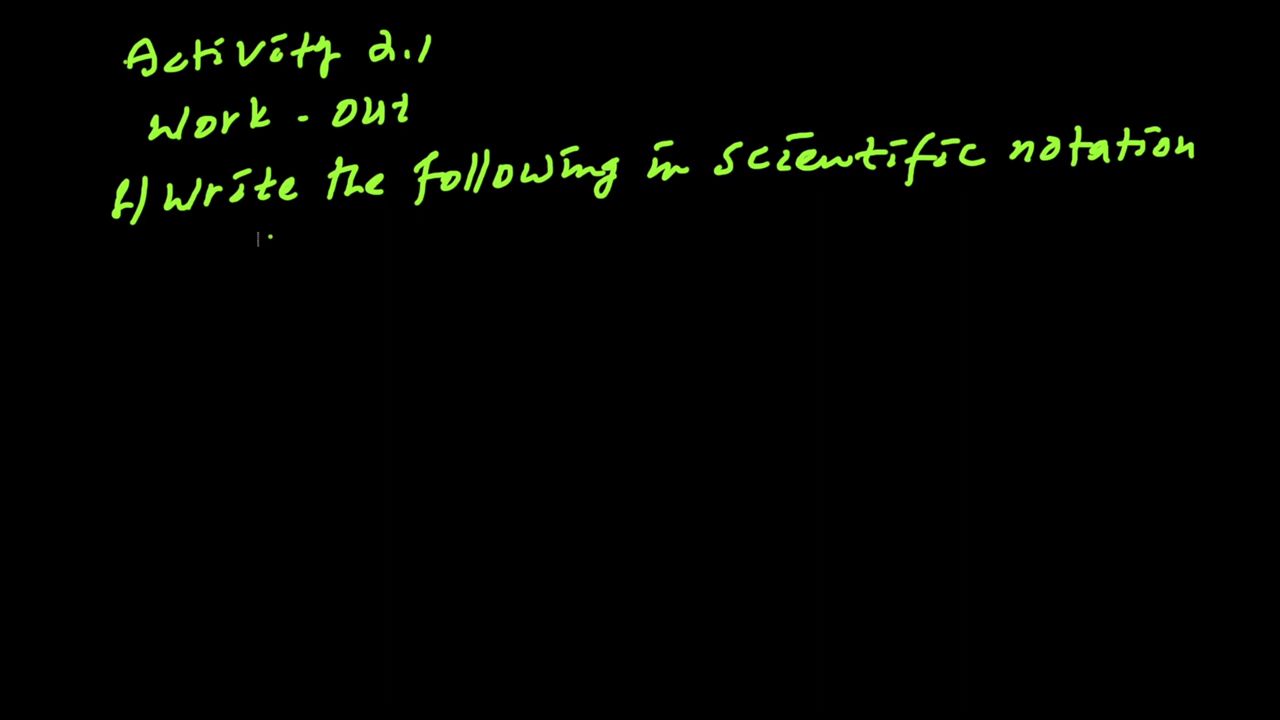 Activity 2.1
Work - out
1) Write the following in scientific notation